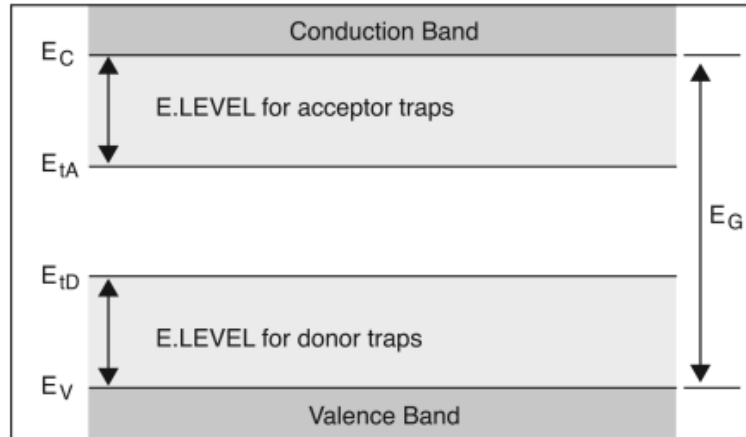 Conduction Band
E_C
E.LEVEL for acceptor traps
E_tA
E_G
E_tD
E.LEVEL for donor traps
E_V
Valence Band